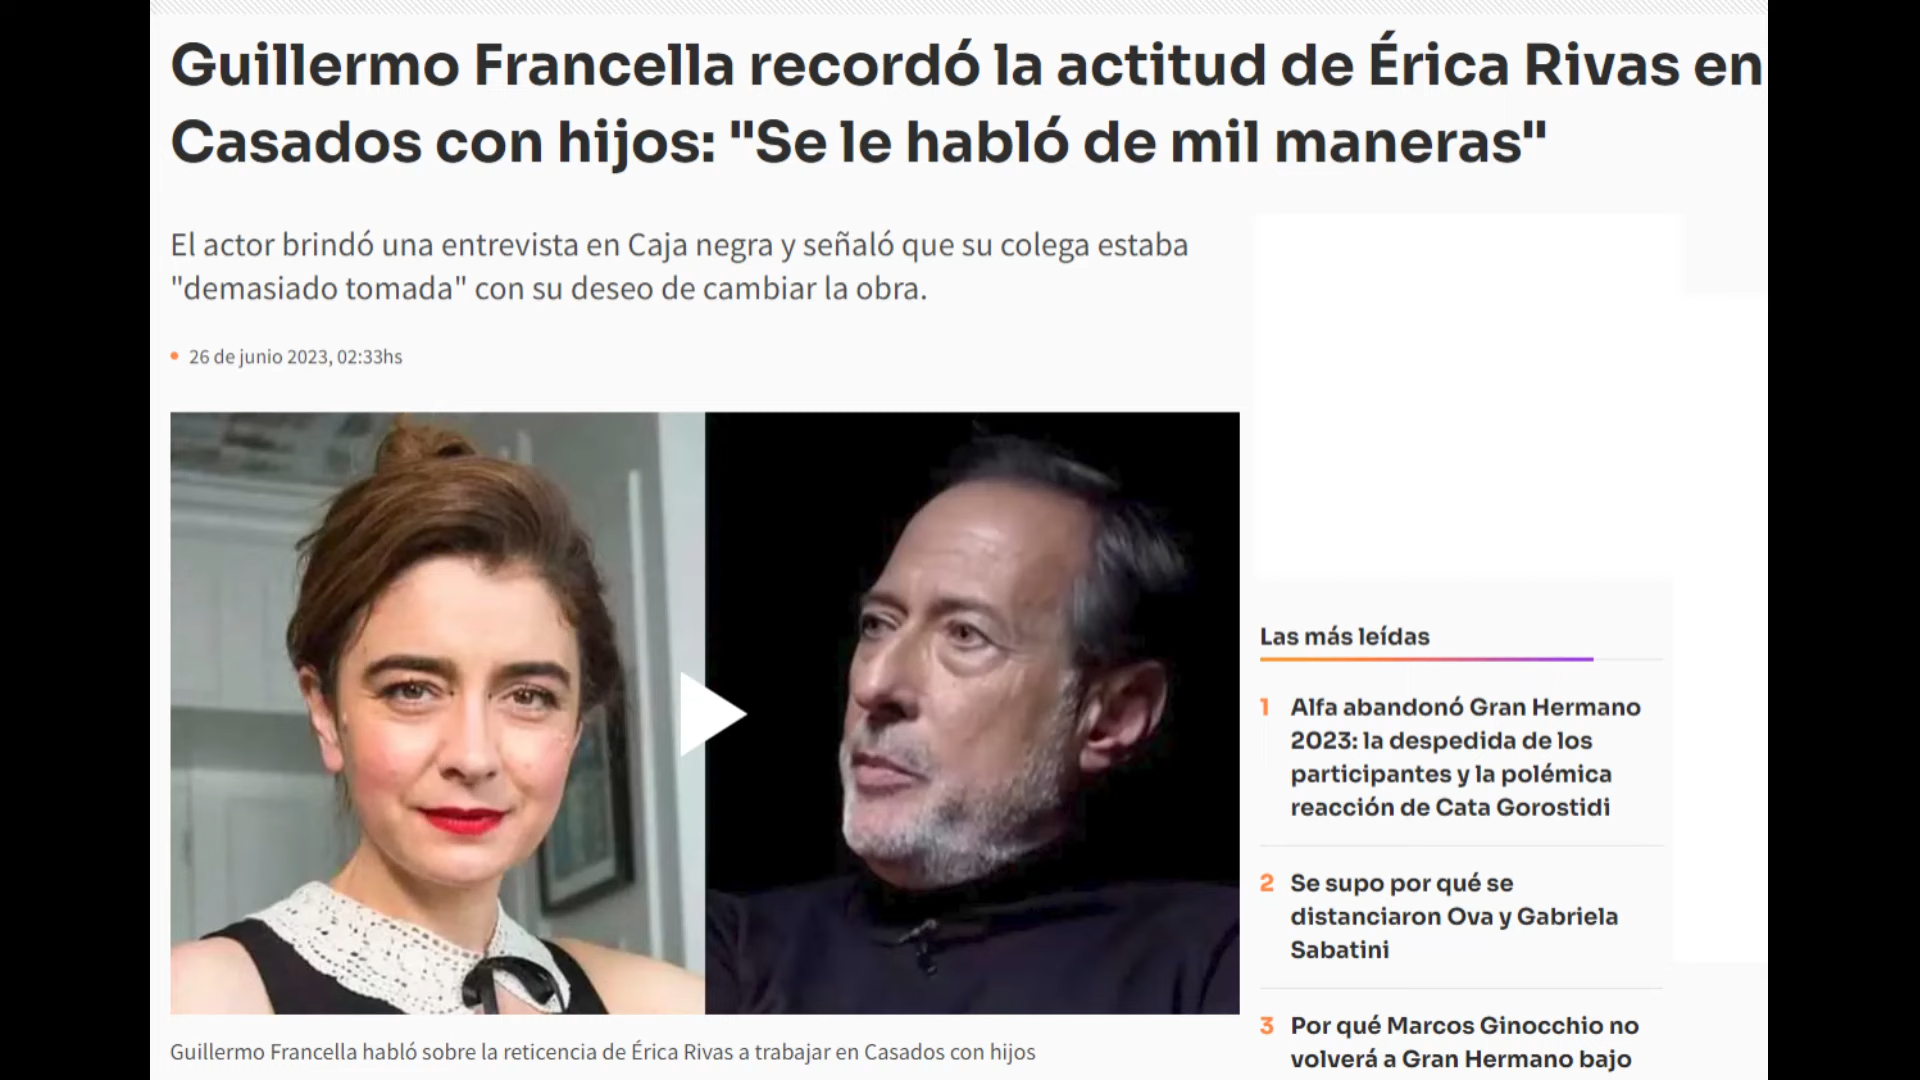 Guillermo Francella recordó la actitud de Érica Rivas en
Casados con hijos: "Se le habló de mil maneras"
El actor brindó una entrevista en Caja negra y señaló que su colega estaba
"demasiado tomada" con su deseo de cambiar la obra.
26 de junio 2023, 02:33hs
Guillermo Francella habló sobre la reticencia de Érica Rivas a trabajar en Casados con hijos
Las más leídas
1 Alfa abandonó Gran Hermano
2023: la despedida de los
participantes y la polémica
reacción de Cata Gorostidi
2 Se supo por qué se
distanciaron Ova y Gabriela
Sabatini
3 Por qué Marcos Ginocchio no
volverá a Gran Hermano bajo